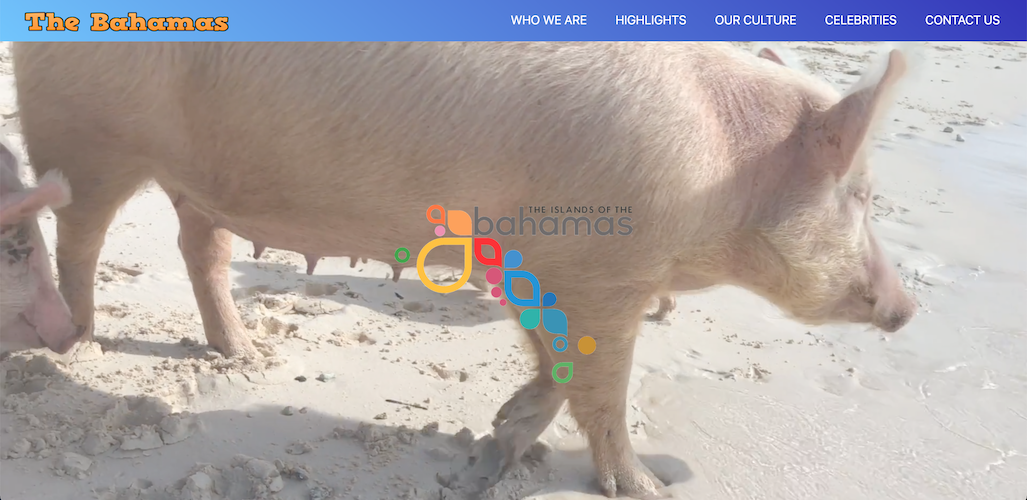 The Bahamas
WHO WE ARE
HIGHLIGHTS
OUR CULTURE
CELEBRITIES
CONTACT US
THE ISLANDS OF THE
bahamas